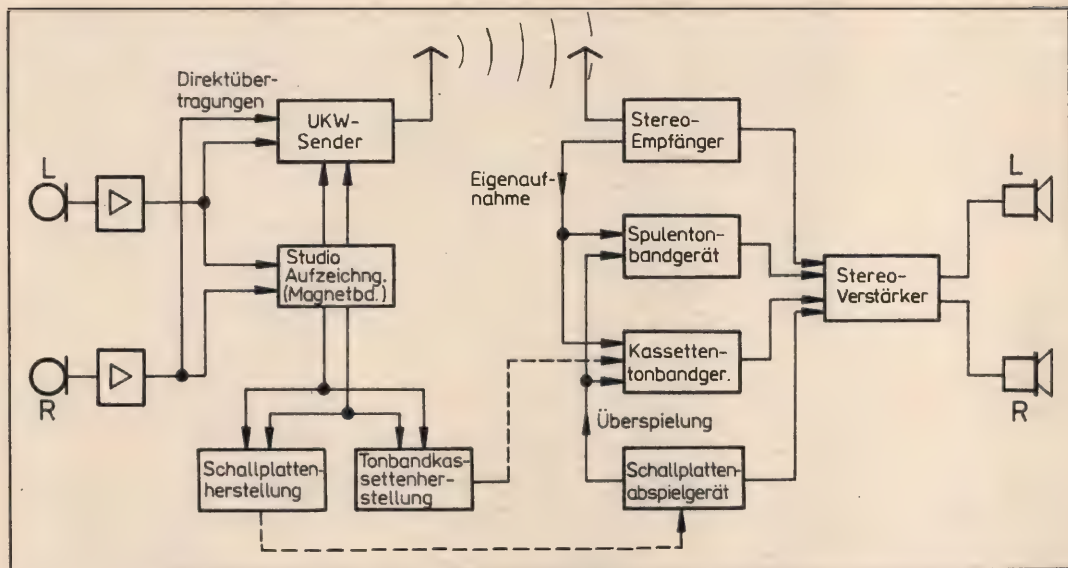 Direktüber-
tragungen
UKW-
Sender
L
Studio
Aufzeichng.
(Magnetbd.)
R
Schallplatten-
herstellung
Tonbandkas-
settenher-
stellung
Stereo-
Empfänger
Eigenauf-
nahme
Spulenton-
bandgerät
Kassetten-
tonbandger.
Überspielung
Schallplatten-
abspielgerät
Stereo-
Verstärker
L
R